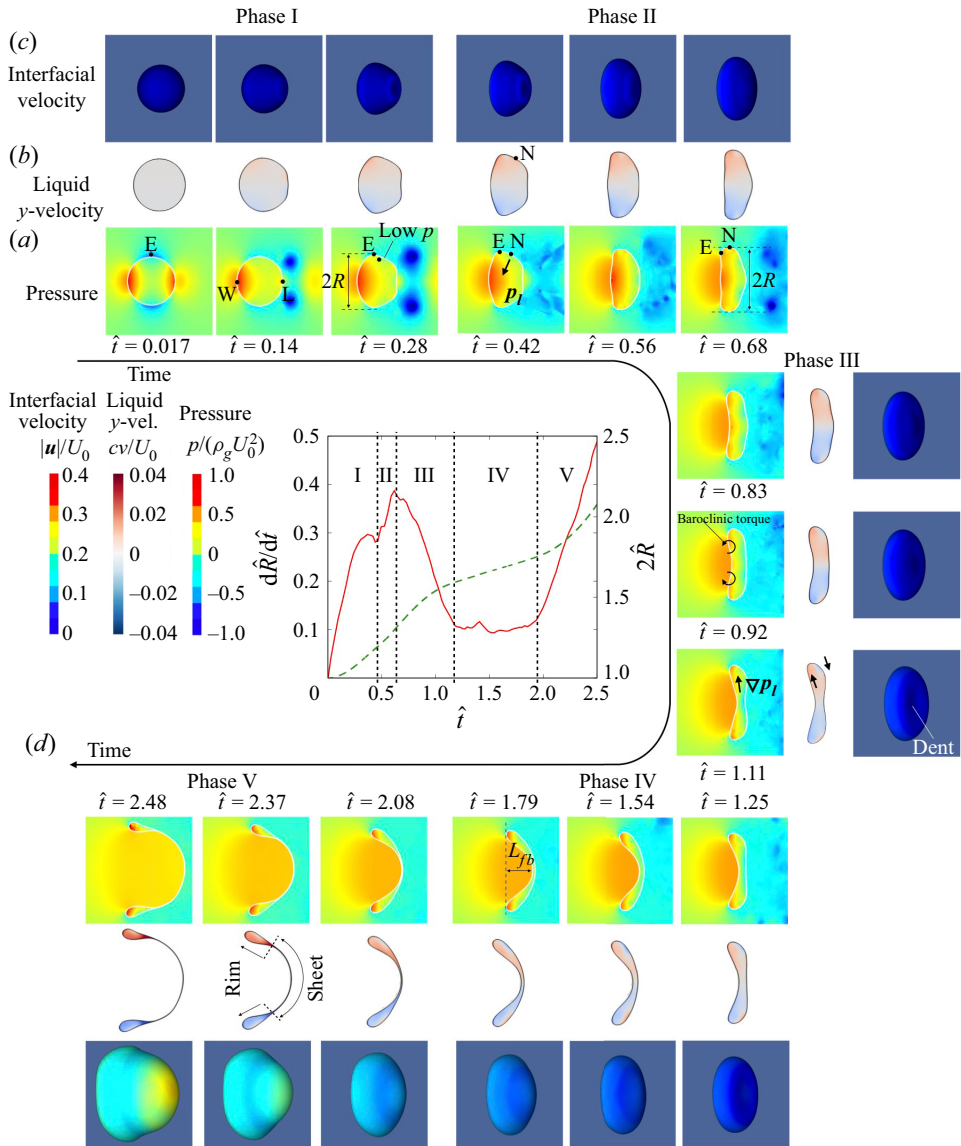 Phase I
Phase II
(c)
Interfacial
velocity
(b)
N
Liquid
y-velocity
(a)
E
E
Low p
E N
N
E
W
L
2R
p_l
2R
Pressure
t̂ = 0.017
t̂ = 0.14
t̂ = 0.28
t̂ = 0.42
t̂ = 0.56
t̂ = 0.68
Time
Phase III
Interfacial
velocity
|u|/U_0
Liquid
y-vel.
cv/U_0
Pressure
p/(ρ_g U_0^2)
0.4
0.3
0.2
0.1
0
0.04
0.02
0
−0.02
−0.04
1.0
0.5
0
−0.5
−1.0
dR̂/dt̂
0.5
0.4
0.3
0.2
0.1
I
II
III
IV
V
2.5
2.0
1.5
1.0
2R̂
0
0.5
1.0
1.5
2.0
2.5
t̂
t̂ = 0.83
Baroclinic torque
t̂ = 0.92
∇p_l
Dent
t̂ = 1.11
(d)
Time
Phase V
Phase IV
t̂ = 2.48
t̂ = 2.37
t̂ = 2.08
t̂ = 1.79
t̂ = 1.54
t̂ = 1.25
L_fb
Rim
Sheet